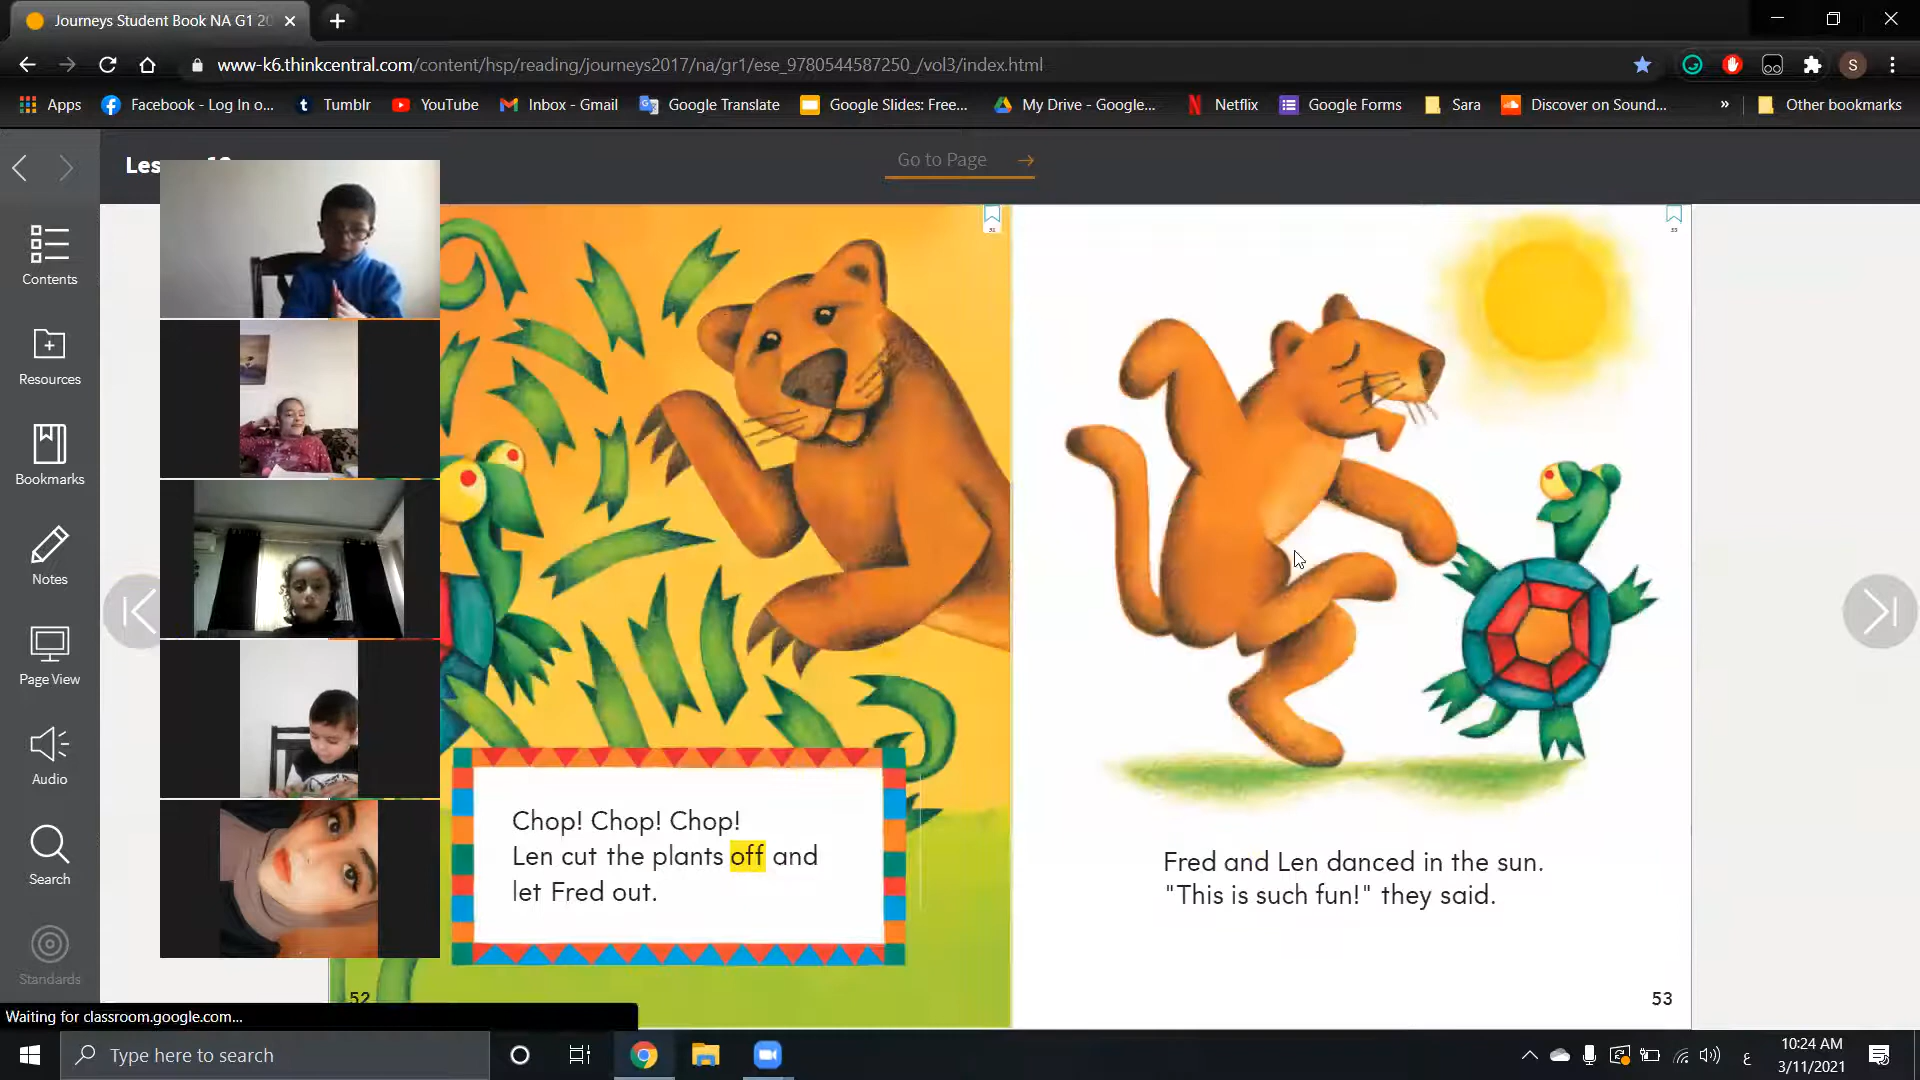 Journeys Student Book NA G1 20
www-k6.thinkcentral.com/content/hsp/reading/journeys2017/na/gr1/ese_9780544587250_/vol3/index.html
S
Apps
Facebook - Log In o...
Tumblr
YouTube
Inbox - Gmail
Google Translate
Google Slides: Free...
My Drive - Google...
Netflix
Google Forms
Sara
Discover on Sound...
»
Other bookmarks
Go to Page
Contents
Resources
Bookmarks
Notes
Page View
Audio
Search
Standards
Chop! Chop! Chop!
Len cut the plants off and
let Fred out.
52
Fred and Len danced in the sun.
"This is such fun!" they said.
53
Waiting for classroom.google.com...
Type here to search
ع
10:24 AM
3/11/2021